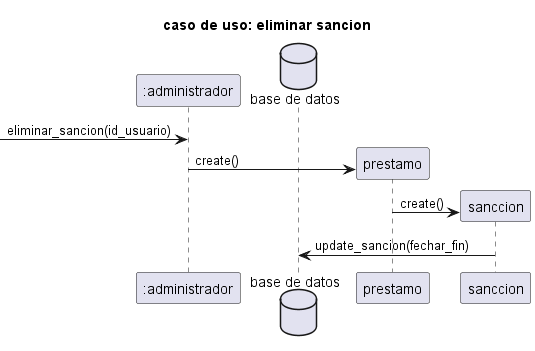 caso de uso: eliminar sancion
:administrador
base de datos
eliminar_sancion(id_usuario)
create()
prestamo
create()
sanccion
update_sancion(fechar_fin)
:administrador
base de datos
prestamo
sanccion